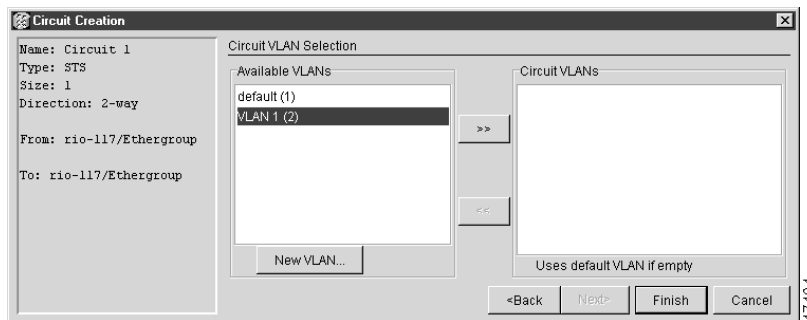 Circuit Creation
Name: Circuit 1
Type: STS
Size: 1
Direction: 2-way
From: rio-117/Ethergroup
To: rio-117/Ethergroup
Circuit VLAN Selection
Available VLANs
default (1)
VLAN 1 (2)
New VLAN...
>>
<<
Circuit VLANs
Uses default VLAN if empty
<Back
Next>
Finish
Cancel